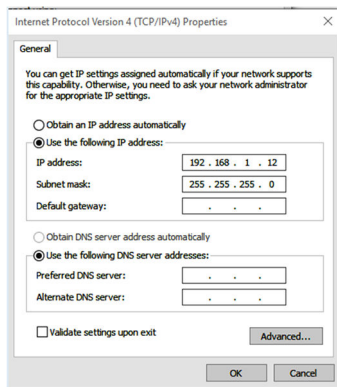 Internet Protocol Version 4 (TCP/IPv4) Properties
General
You can get IP settings assigned automatically if your network supports
this capability. Otherwise, you need to ask your network administrator
for the appropriate IP settings.
Obtain an IP address automatically
Use the following IP address:
IP address: 192 . 168 . 1 . 12
Subnet mask: 255 . 255 . 255 . 0
Default gateway: . . .
Obtain DNS server address automatically
Use the following DNS server addresses:
Preferred DNS server: . . .
Alternate DNS server: . . .
Validate settings upon exit
Advanced...
OK Cancel